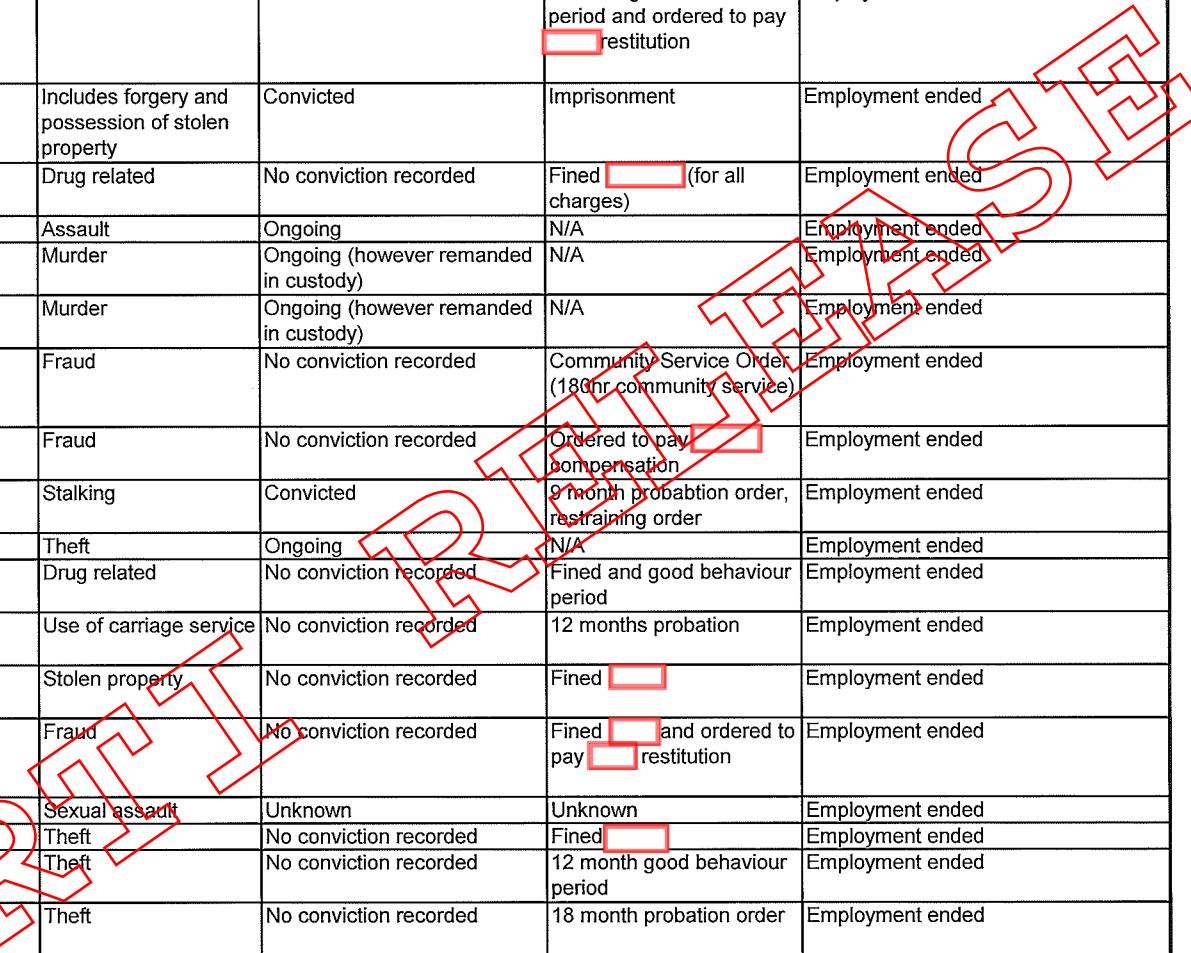 period and ordered to pay
restitution
Includes forgery and
possession of stolen
property
Convicted
Imprisonment
Employment ended
Drug related
No conviction recorded
Fined (for all
charges)
Employment ended
Assault
Ongoing
N/A
Employment ended
Murder
Ongoing (however remanded
in custody)
N/A
Employment ended
Murder
Ongoing (however remanded
in custody)
N/A
Employment ended
Fraud
No conviction recorded
Community Service Order
(180hr community service)
Employment ended
Fraud
No conviction recorded
Ordered to pay
compensation
Employment ended
Stalking
Convicted
9 month probabtion order,
restraining order
Employment ended
Theft
Ongoing
N/A
Employment ended
Drug related
No conviction recorded
Fined and good behaviour
period
Employment ended
Use of carriage service
No conviction recorded
12 months probation
Employment ended
Stolen property
No conviction recorded
Fined
Employment ended
Fraud
No conviction recorded
Fined and ordered to
pay restitution
Employment ended
Sexual assault
Unknown
Unknown
Employment ended
Theft
No conviction recorded
Fined
Employment ended
Theft
No conviction recorded
12 month good behaviour
period
Employment ended
Theft
No conviction recorded
18 month probation order
Employment ended
RTI RELEASE